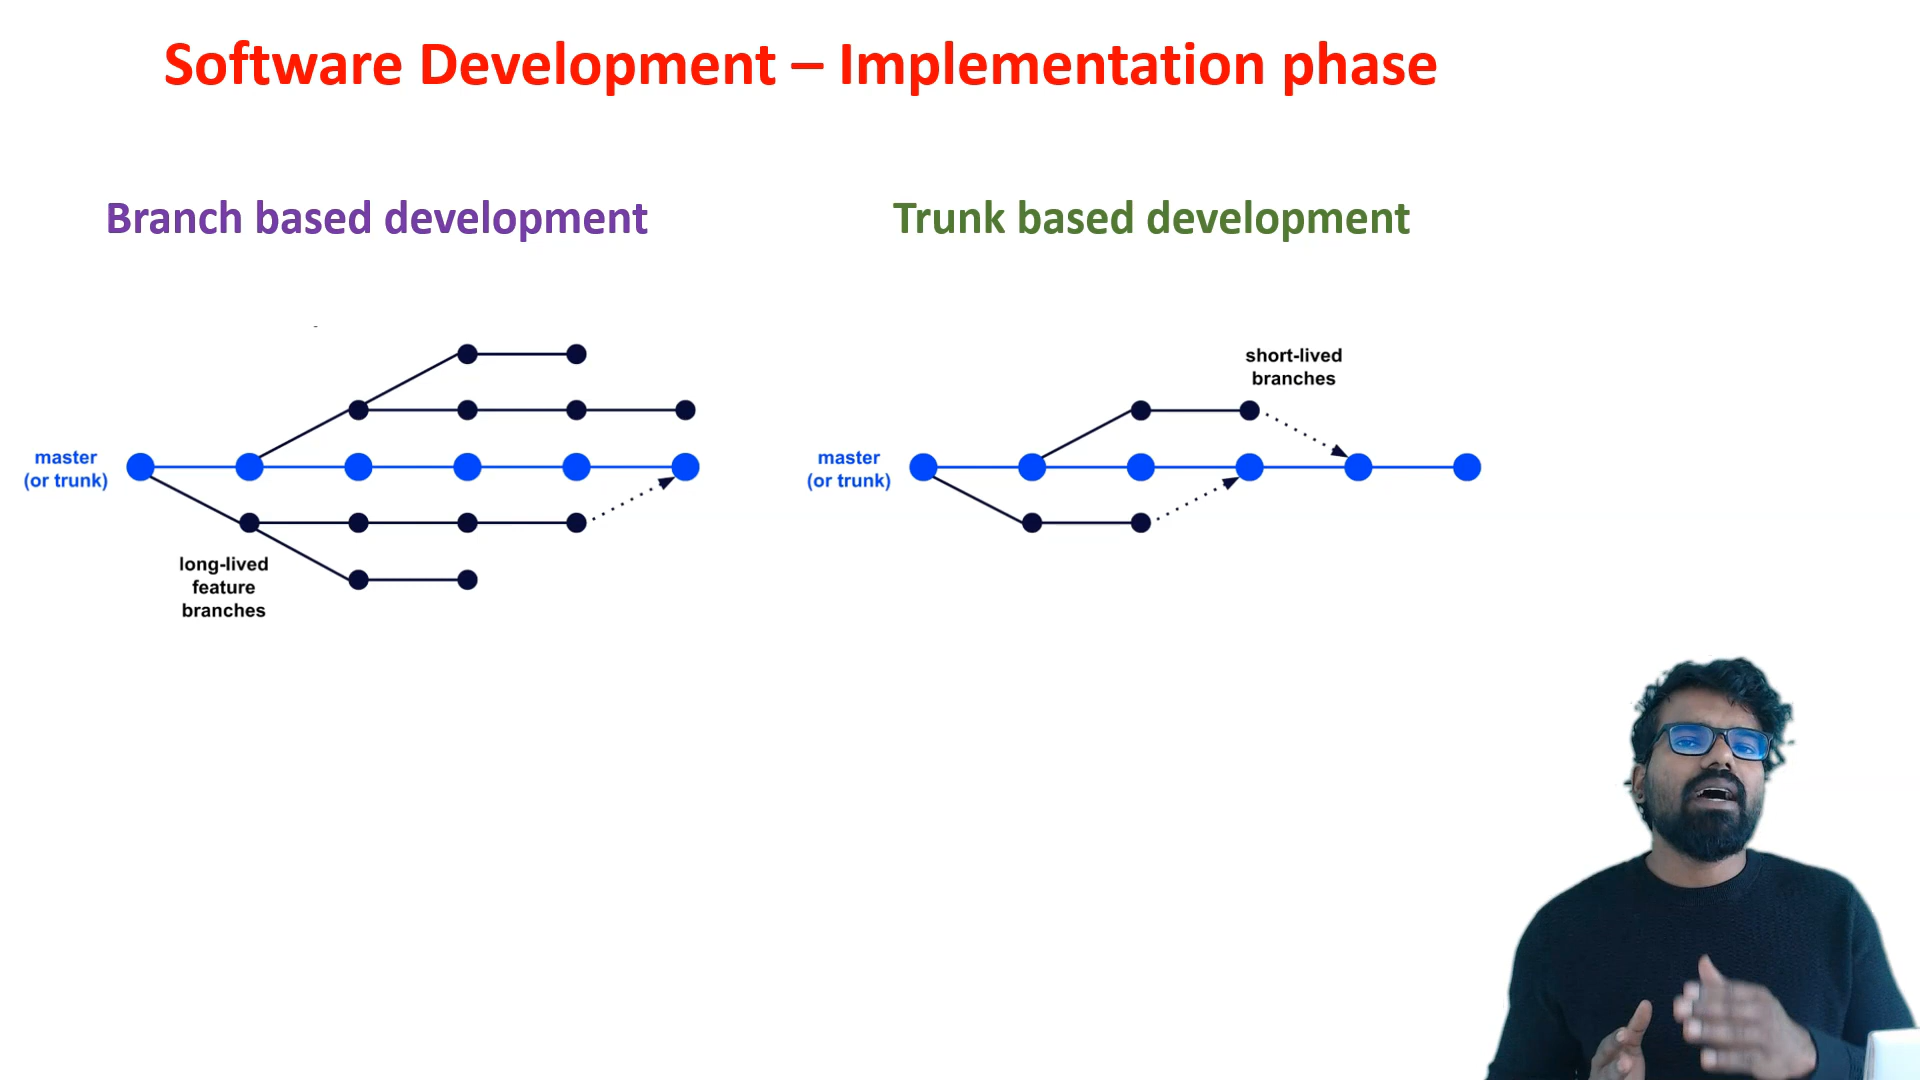 Software Development – Implementation phase
Branch based development
master
(or trunk)
long-lived
feature
branches
Trunk based development
short-lived
branches
master
(or trunk)